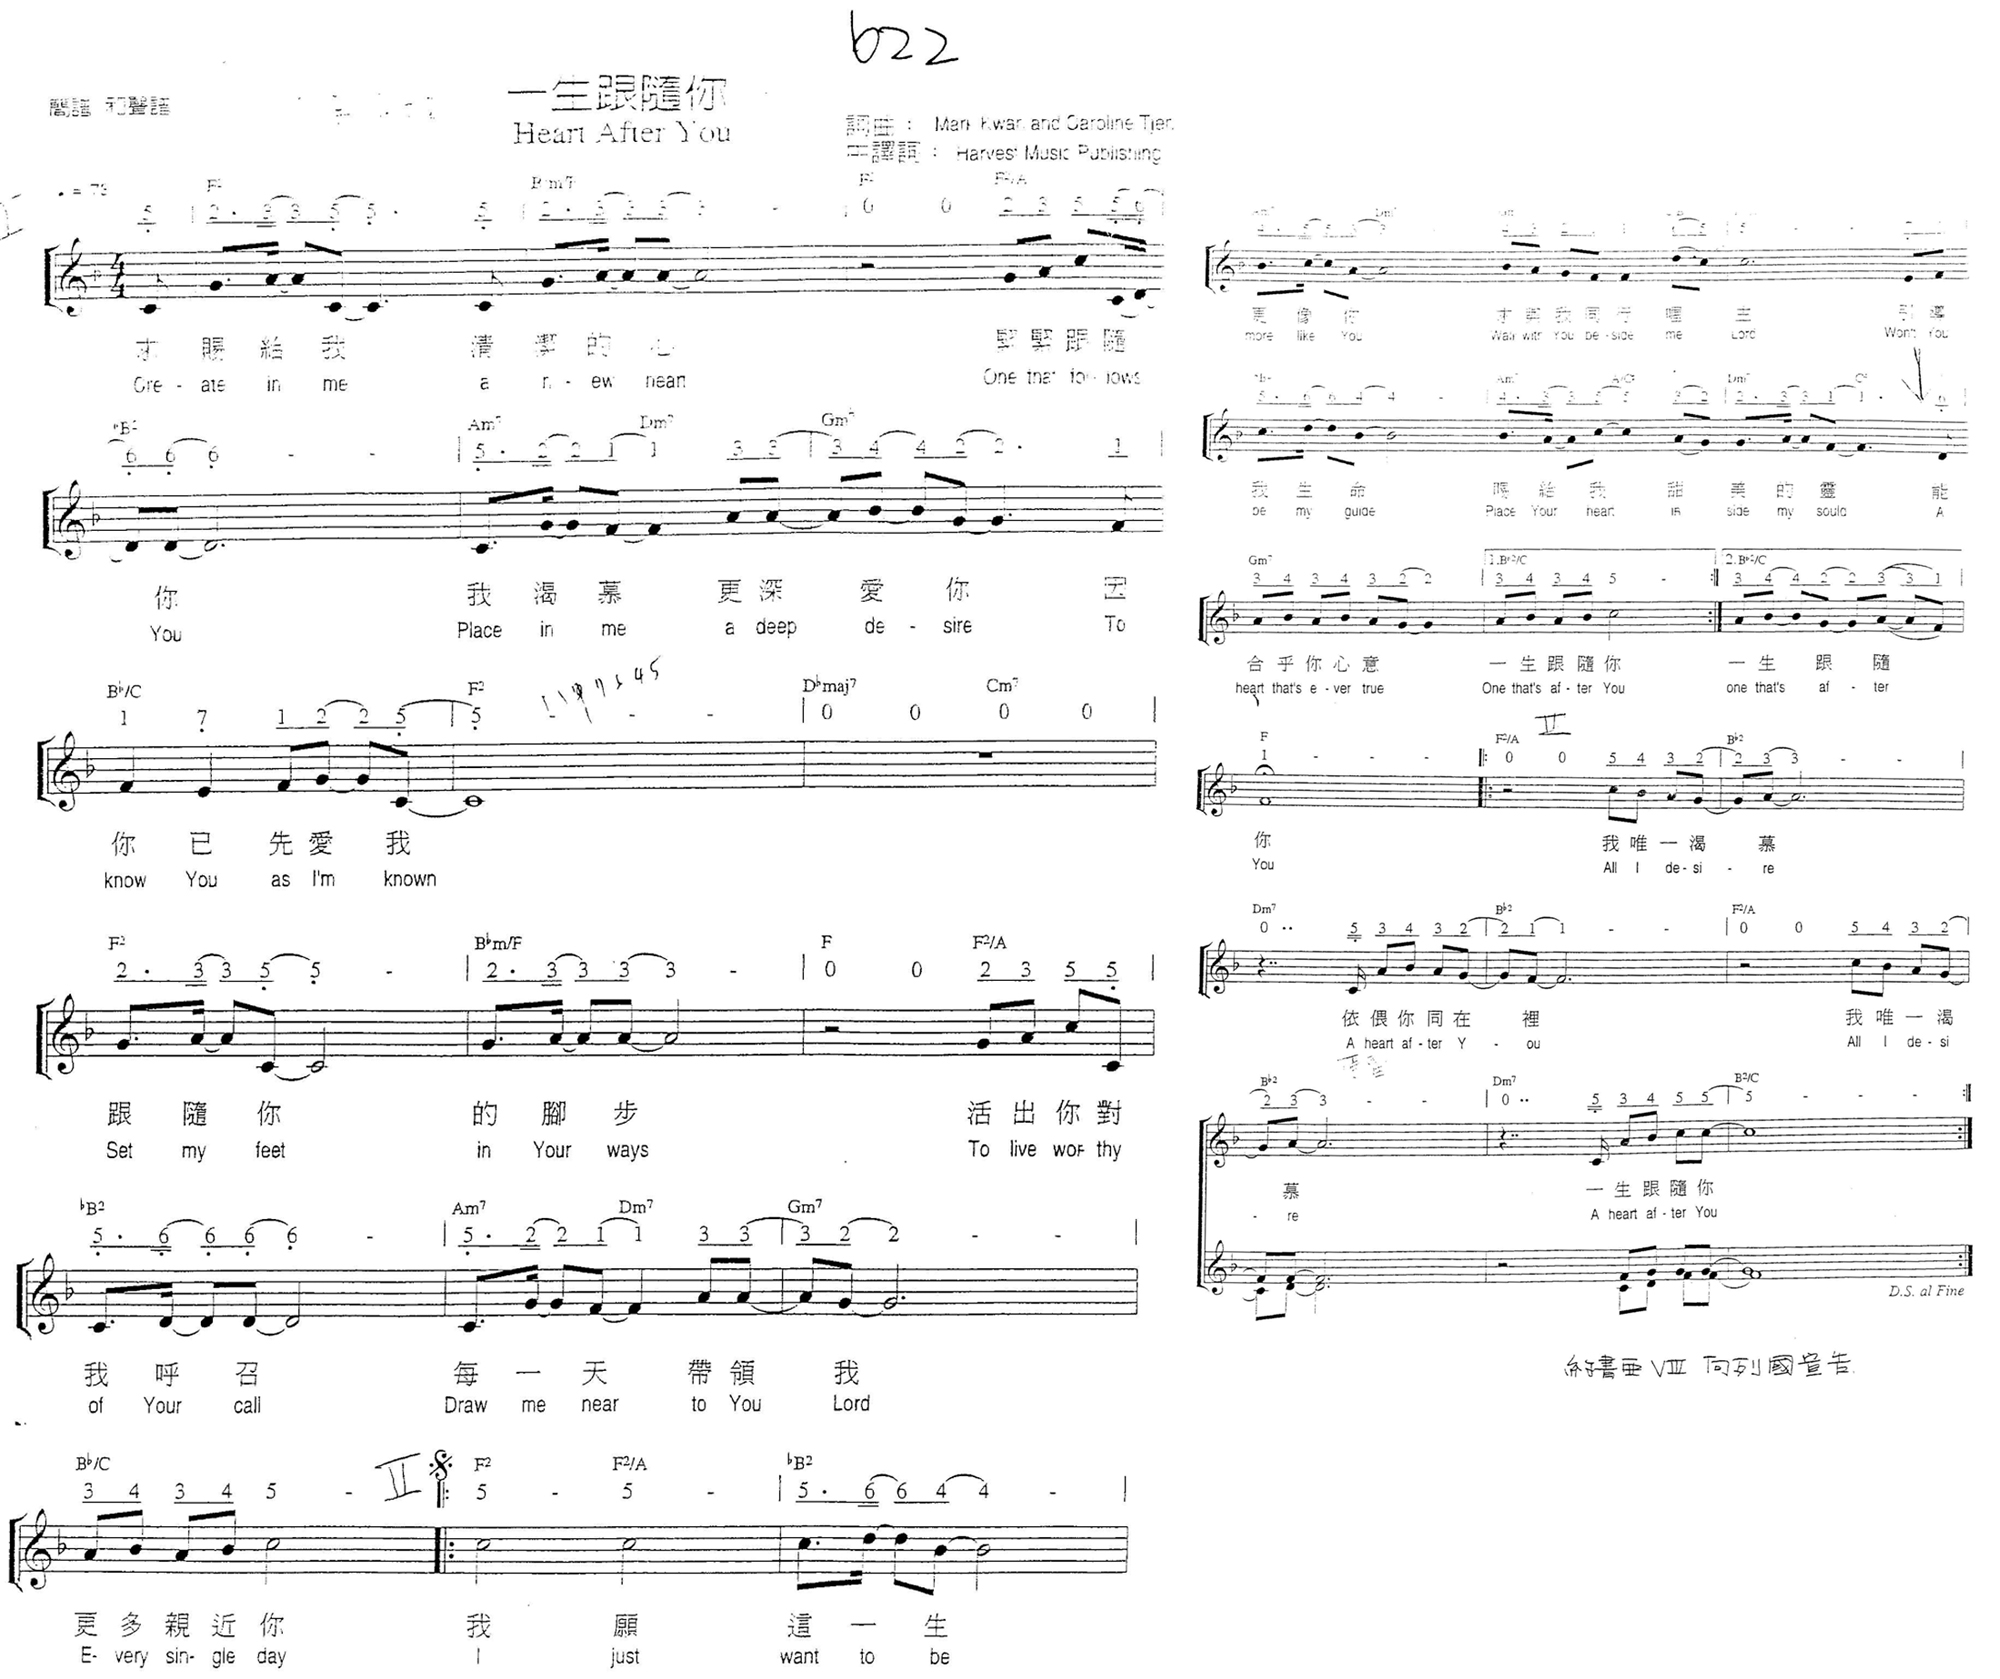 622
一生跟隨你
Heart After You
簡譜 和聲譜
詞曲： Mark Kwan and Caroline Tjen
中譯詞： Harvest Music Publishing
= 73
F2 F2
5 2 · 3 3 5 5 · 5 2 · 3 3 3 3 - 0 0 2 3 5 5 6
4 4
求 賜 給 我 清 潔 的 心 緊 緊 跟 隨
Cre - ate in me a n - ew heart One that fol - lows
♭B2 Am7 Dm7 Gm7
6 6 6 - - 5 · 2 2 1 1 3 3 3 4 4 2 2 · 1
你 我 渴 慕 更 深 愛 你 因
You Place in me a deep de - sire To
B♭/C F2 D♭maj7 Cm7
1 7 1 2 2 5 5 - - - 0 0 0 0
你 已 先 愛 我
know You as I'm known
F2 B♭m/F F F2/A
2 · 3 3 5 5 - 2 · 3 3 3 3 - 0 0 2 3 5 5
跟 隨 你 的 腳 步 活 出 你 對
Set my feet in Your ways To live wor thy
♭B2 Am7 Dm7 Gm7
5 · 6 6 6 6 - 5 · 2 2 1 1 3 3 3 2 2 - -
我 呼 召 每 一 天 帶 領 我
of Your call Draw me near to You Lord
B♭/C II F2 F2/A ♭B2
3 4 3 4 5 - 5 - 5 - 5 · 6 6 4 4 -
更 多 親 近 你 我 願 這 一 生
E- very sin- gle day I just want to be
更 像 你 求 與 我 同 行 喔 主 引 導
more like You Walk with You be - side me Lord Won't You
5 · 6 6 4 4 - 4 · 3 3 5 5 3 2 2 · 3 3 1 1 · 6
我 生 命 賜 給 我 甜 美 的 靈 能
be my guide Place Your heart in side my sould A
Gm7 1.B♭2/C 2.B♭2/C
3 4 3 4 3 2 2 3 4 3 4 5 - 3 4 4 2 2 3 3 1
合 乎 你 心 意 一 生 跟 隨 你 一 生 跟 隨
heart that's e - ver true One that's af - ter You one that's af - ter
II
F F2/A B♭2
1 - - - 0 0 5 4 3 2 2 3 3 - -
你 我 唯 一 渴 慕
You All I de - si - re
Dm7 B♭2 F2/A
0 ·· 5 3 4 3 2 2 1 1 - - 0 0 5 4 3 2
依 偎 你 同 在 裡 我 唯 一 渴
A heart af - ter Y - ou All I de - si
B♭2 Dm7 B2/C
2 3 3 - - 0 ·· 5 3 4 5 5 5 - - -
慕 一 生 跟 隨 你
- re A heart af - ter You
D.S. al Fine